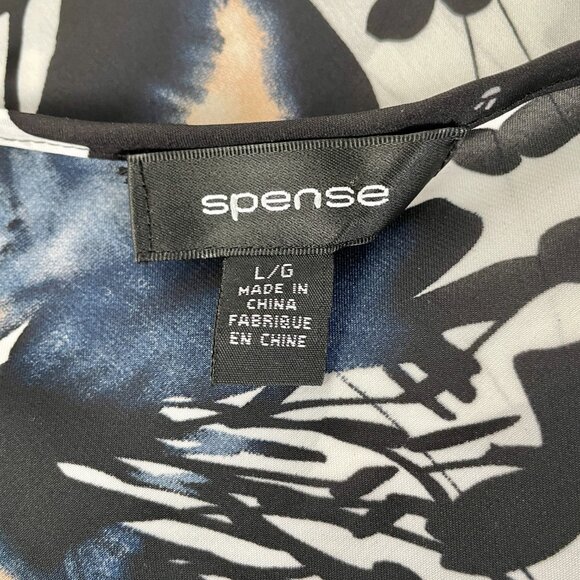 spense
L/G
MADE IN
CHINA
FABRIQUE
EN CHINE